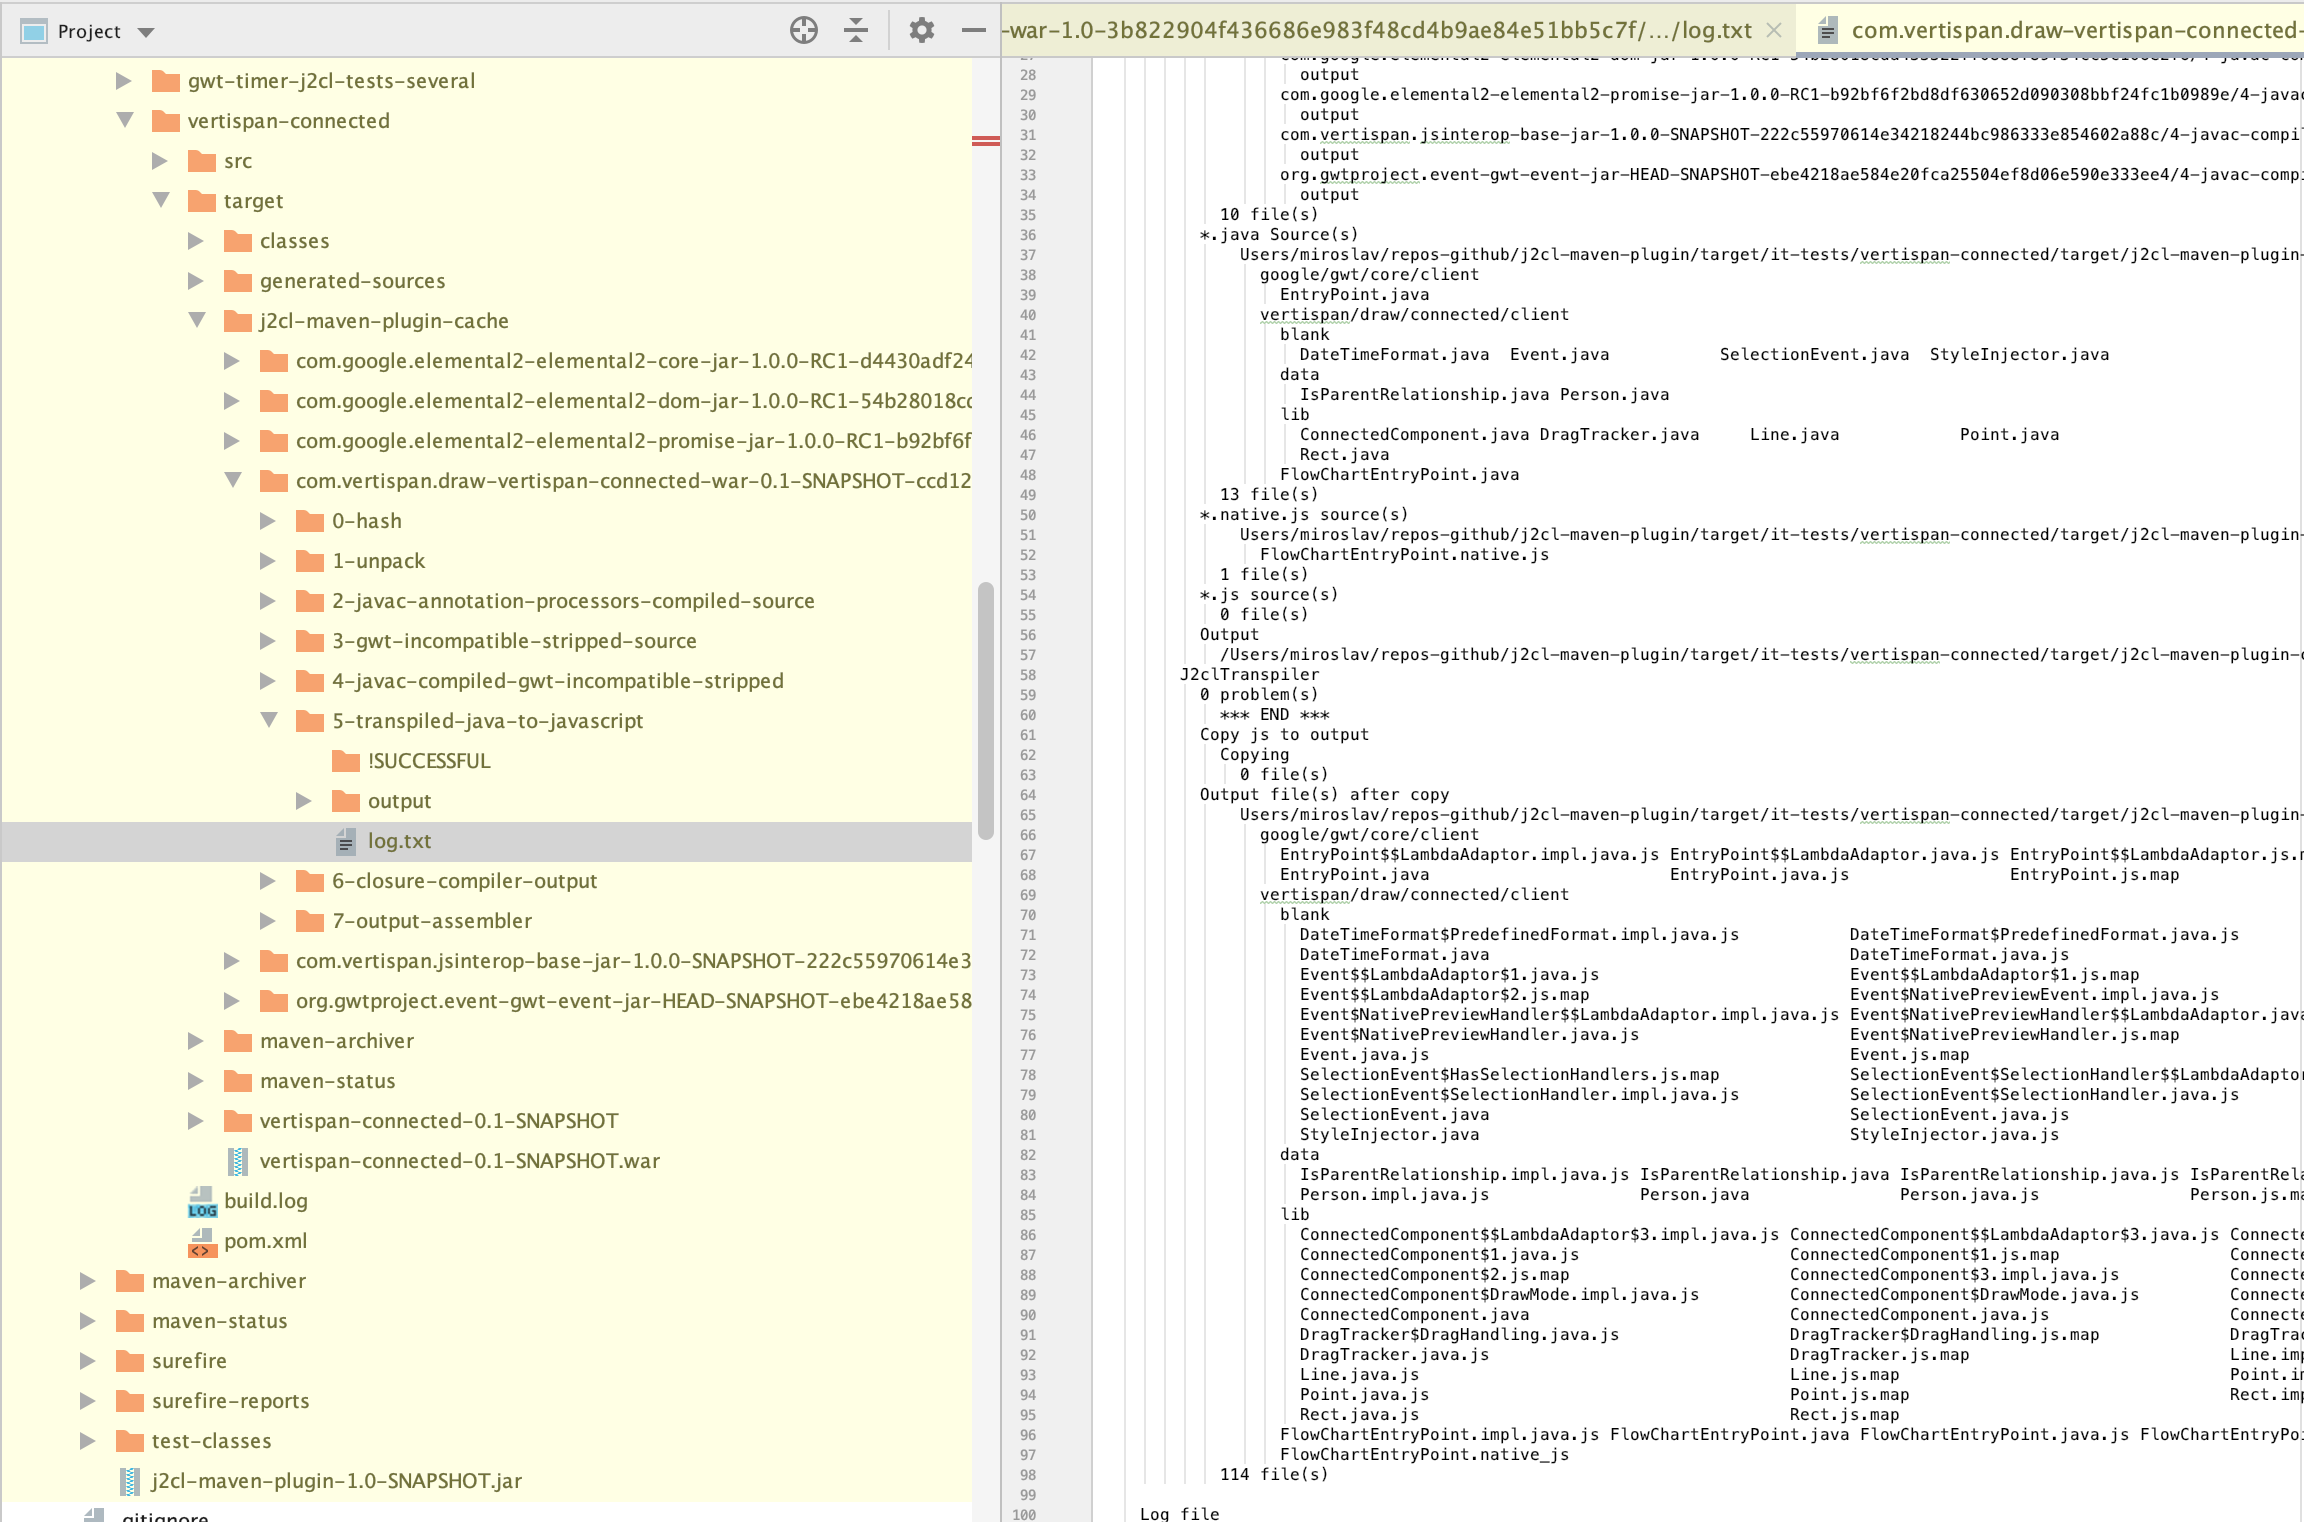 Project
-war-1.0-3b822904f436686e983f48cd4b9ae84e51bb5c7f/.../log.txt
com.vertispan.draw-vertispan-connected-
gwt-timer-j2cl-tests-several
vertispan-connected
src
target
classes
generated-sources
j2cl-maven-plugin-cache
com.google.elemental2-elemental2-core-jar-1.0.0-RC1-d4430adf24
com.google.elemental2-elemental2-dom-jar-1.0.0-RC1-54b28018cc
com.google.elemental2-elemental2-promise-jar-1.0.0-RC1-b92bf6f
com.vertispan.draw-vertispan-connected-war-0.1-SNAPSHOT-ccd12
0-hash
1-unpack
2-javac-annotation-processors-compiled-source
3-gwt-incompatible-stripped-source
4-javac-compiled-gwt-incompatible-stripped
5-transpiled-java-to-javascript
!SUCCESSFUL
output
log.txt
6-closure-compiler-output
7-output-assembler
com.vertispan.jsinterop-base-jar-1.0.0-SNAPSHOT-222c55970614e3
org.gwtproject.event-gwt-event-jar-HEAD-SNAPSHOT-ebe4218ae58
maven-archiver
maven-status
vertispan-connected-0.1-SNAPSHOT
vertispan-connected-0.1-SNAPSHOT.war
LOG build.log
<> pom.xml
maven-archiver
maven-status
surefire
surefire-reports
test-classes
j2cl-maven-plugin-1.0-SNAPSHOT.jar
.gitignore
28 output
29 com.google.elemental2-elemental2-promise-jar-1.0.0-RC1-b92bf6f2bd8df630652d090308bbf24fc1b0989e/4-javac
30 output
31 com.vertispan.jsinterop-base-jar-1.0.0-SNAPSHOT-222c55970614e34218244bc986333e854602a88c/4-javac-compi
32 output
33 org.gwtproject.event-gwt-event-jar-HEAD-SNAPSHOT-ebe4218ae584e20fca25504ef8d06e590e333ee4/4-javac-comp
34 output
35 10 file(s)
36 *.java Source(s)
37 Users/miroslav/repos-github/j2cl-maven-plugin/target/it-tests/vertispan-connected/target/j2cl-maven-plugin-
38 google/gwt/core/client
39 EntryPoint.java
40 vertispan/draw/connected/client
41 blank
42 DateTimeFormat.java Event.java SelectionEvent.java StyleInjector.java
43 data
44 IsParentRelationship.java Person.java
45 lib
46 ConnectedComponent.java DragTracker.java Line.java Point.java
47 Rect.java
48 FlowChartEntryPoint.java
49 13 file(s)
50 *.native.js source(s)
51 Users/miroslav/repos-github/j2cl-maven-plugin/target/it-tests/vertispan-connected/target/j2cl-maven-plugin-
52 FlowChartEntryPoint.native.js
53 1 file(s)
54 *.js source(s)
55 0 file(s)
56 Output
57 /Users/miroslav/repos-github/j2cl-maven-plugin/target/it-tests/vertispan-connected/target/j2cl-maven-plugin-c
58 J2clTranspiler
59 0 problem(s)
60 *** END ***
61 Copy js to output
62 Copying
63 0 file(s)
64 Output file(s) after copy
65 Users/miroslav/repos-github/j2cl-maven-plugin/target/it-tests/vertispan-connected/target/j2cl-maven-plugin-
66 google/gwt/core/client
67 EntryPoint$$LambdaAdaptor.impl.java.js EntryPoint$$LambdaAdaptor.java.js EntryPoint$$LambdaAdaptor.js.m
68 EntryPoint.java EntryPoint.java.js EntryPoint.js.map
69 vertispan/draw/connected/client
70 blank
71 DateTimeFormat$PredefinedFormat.impl.java.js DateTimeFormat$PredefinedFormat.java.js
72 DateTimeFormat.java DateTimeFormat.java.js
73 Event$$LambdaAdaptor$1.java.js Event$$LambdaAdaptor$1.js.map
74 Event$$LambdaAdaptor$2.js.map Event$NativePreviewEvent.impl.java.js
75 Event$NativePreviewHandler$$LambdaAdaptor.impl.java.js Event$NativePreviewHandler$$LambdaAdaptor.java
76 Event$NativePreviewHandler.java.js Event$NativePreviewHandler.js.map
77 Event.java.js Event.js.map
78 SelectionEvent$HasSelectionHandlers.js.map SelectionEvent$SelectionHandler$$LambdaAdaptor
79 SelectionEvent$SelectionHandler.impl.java.js SelectionEvent$SelectionHandler.java.js
80 SelectionEvent.java SelectionEvent.java.js
81 StyleInjector.java StyleInjector.java.js
82 data
83 IsParentRelationship.impl.java.js IsParentRelationship.java IsParentRelationship.java.js IsParentRela
84 Person.impl.java.js Person.java Person.java.js Person.js.ma
85 lib
86 ConnectedComponent$$LambdaAdaptor$3.impl.java.js ConnectedComponent$$LambdaAdaptor$3.java.js Connecte
87 ConnectedComponent$1.java.js ConnectedComponent$1.js.map Connecte
88 ConnectedComponent$2.js.map ConnectedComponent$3.impl.java.js Connecte
89 ConnectedComponent$DrawMode.impl.java.js ConnectedComponent$DrawMode.java.js Connecte
90 ConnectedComponent.java ConnectedComponent.java.js Connecte
91 DragTracker$DragHandling.java.js DragTracker$DragHandling.js.map DragTrac
92 DragTracker.java.js DragTracker.js.map Line.imp
93 Line.java.js Line.js.map Point.im
94 Point.java.js Point.js.map Rect.imp
95 Rect.java.js Rect.js.map
96 FlowChartEntryPoint.impl.java.js FlowChartEntryPoint.java FlowChartEntryPoint.java.js FlowChartEntryPoi
97 FlowChartEntryPoint.native_js
98 114 file(s)
99
100 Log file